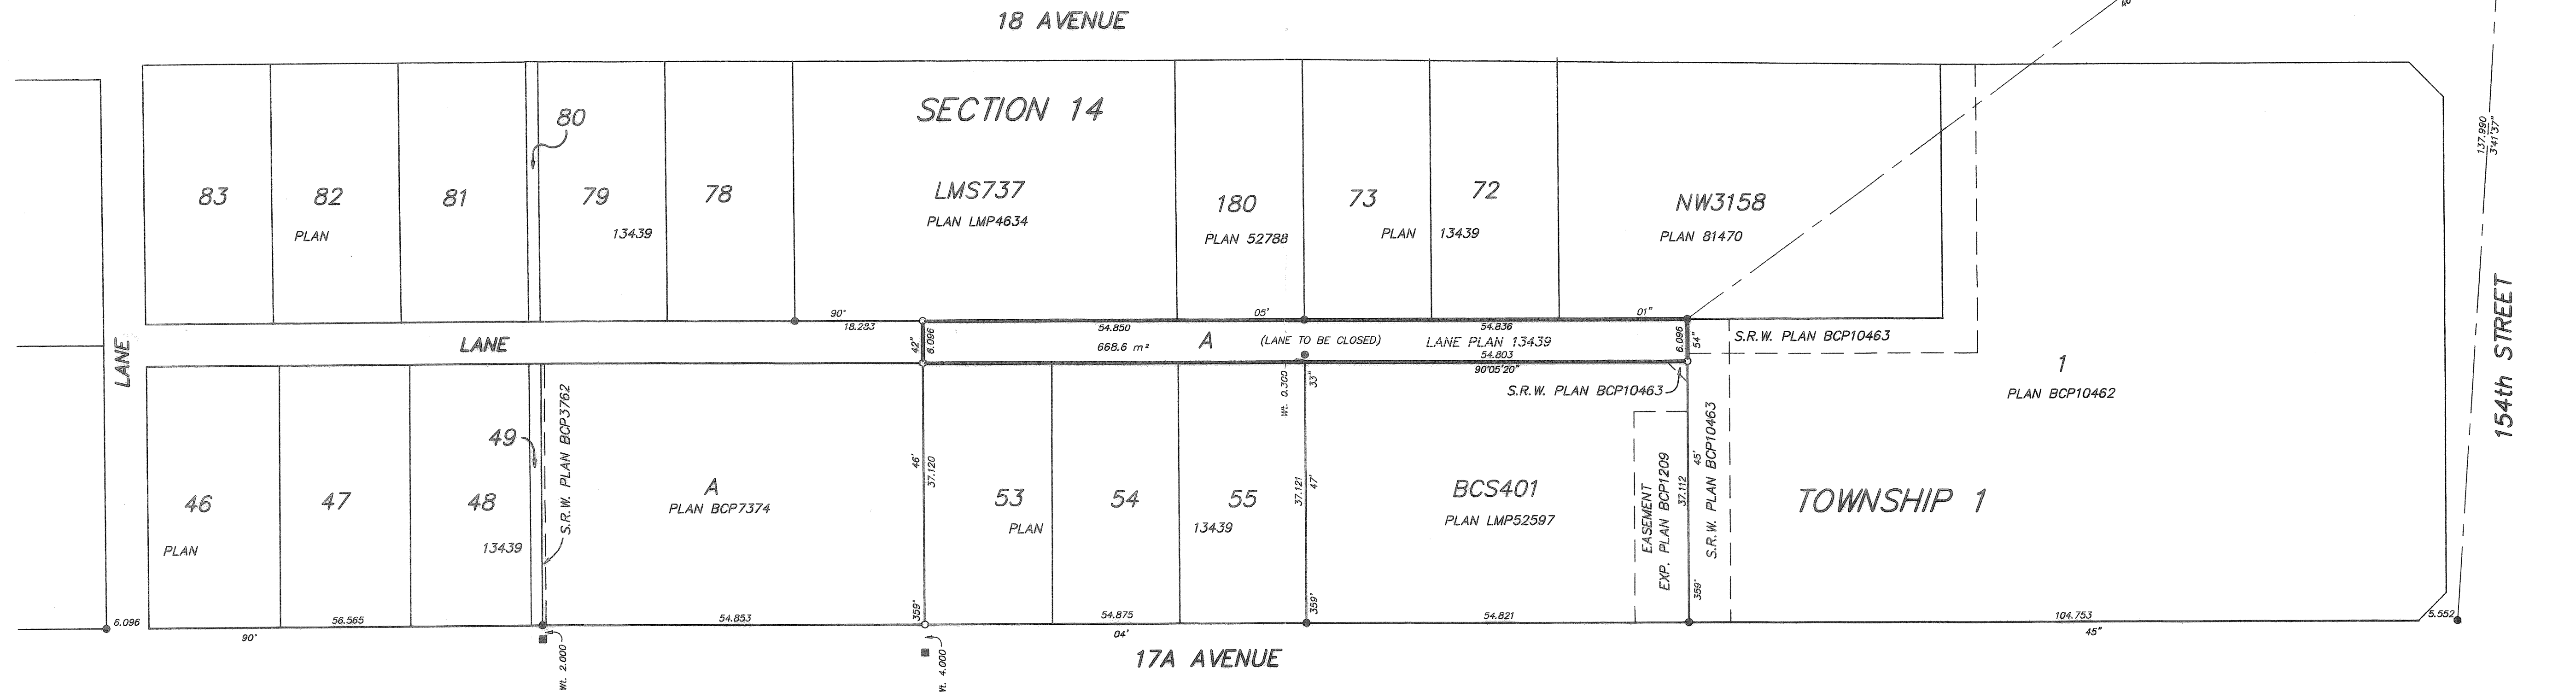 18 AVENUE
SECTION 14
80
83
82
81
79
78
PLAN
13439
LMS737
PLAN LMP4634
180
PLAN 52788
73
72
PLAN
13439
NW3158
PLAN 81470
137.990
3°41'37"
154th STREET
90°
18.233
05'
01"
LANE
LANE
42"
6.096
54.850
668.6 m²
A
(LANE TO BE CLOSED)
54.836
LANE PLAN 13439
54.803
90°05'20"
6.096
54"
S.R.W. PLAN BCP10463
S.R.W. PLAN BCP10463
Wt. 0.300
33"
1
PLAN BCP10462
49
S.R.W. PLAN BCP3762
46
47
48
PLAN
13439
A
PLAN BCP7374
46'
37.120
359°
53
54
55
PLAN
13439
37.121
47'
359°
BCS401
PLAN LMP52597
EASEMENT
EXP. PLAN BCP1209
37.112
45'
359°
S.R.W. PLAN BCP10463
TOWNSHIP 1
6.096
56.565
90°
54.853
54.875
04'
54.821
104.753
45"
5.552
Wt. 2.000
Wt. 4.000
17A AVENUE